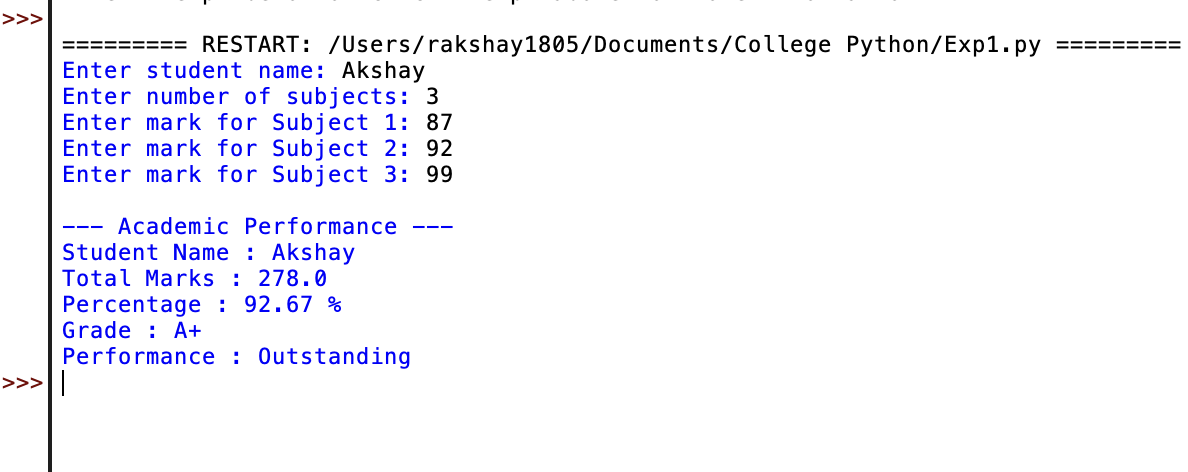 >>>
========= RESTART: /Users/rakshay1805/Documents/College Python/Exp1.py =========
Enter student name: Akshay
Enter number of subjects: 3
Enter mark for Subject 1: 87
Enter mark for Subject 2: 92
Enter mark for Subject 3: 99
--- Academic Performance ---
Student Name : Akshay
Total Marks : 278.0
Percentage : 92.67 %
Grade : A+
Performance : Outstanding
>>>